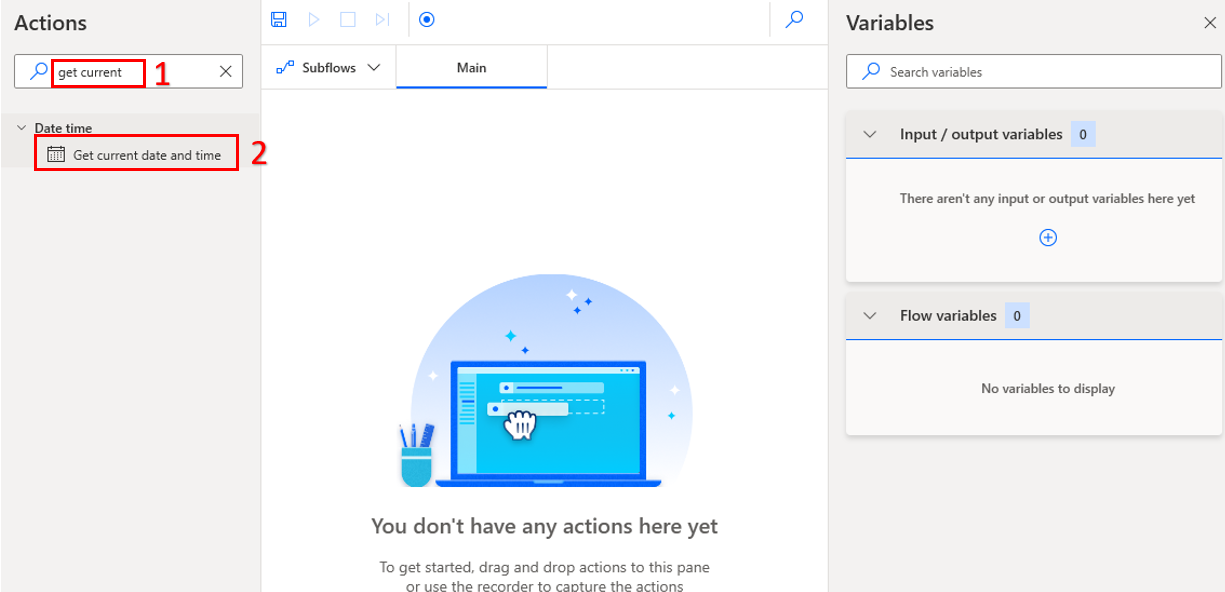 Actions
get current
1
Date time
Get current date and time
2
Subflows
Main
You don't have any actions here yet
To get started, drag and drop actions to this pane
or use the recorder to capture the actions
Variables
Search variables
Input / output variables 0
There aren't any input or output variables here yet
Flow variables 0
No variables to display